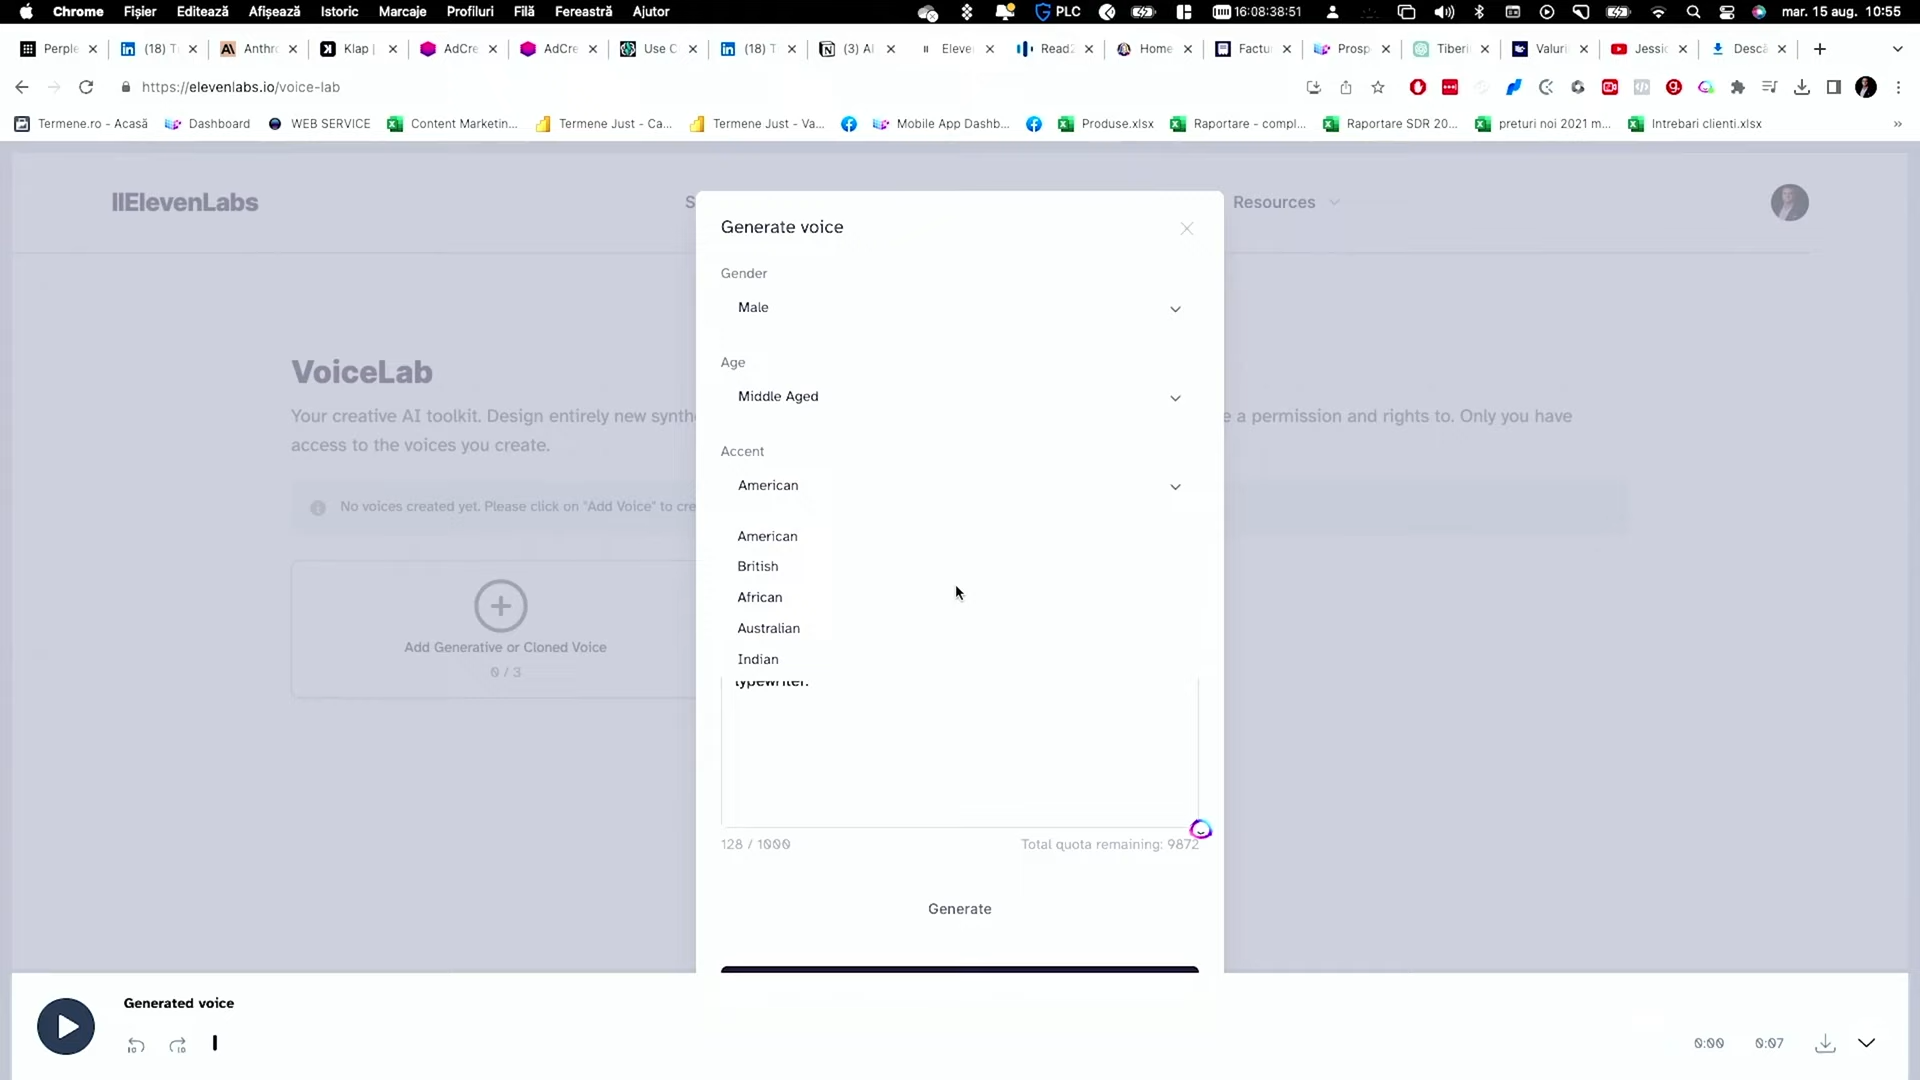 Chrome Fișier Editează Afișează Istoric Marcaje Profiluri Filă Fereastră Ajutor PLC 16:08:38:51 mar. 15 aug. 10:55
Perple (18) T Anthr Klap | AdCre AdCre Use C (18) T (3) A Eleve Read Home Factu Prosp Tiberi Valuri Jessi Descă
https://elevenlabs.io/voice-lab
Termene.ro - Acasă Dashboard WEB SERVICE Content Marketin... Termene Just - Ca... Termene Just - Va... Mobile App Dashb... Produse.xlsx Raportare - compl... Raportare SDR 20... preturi noi 2021 m... Intrebari clienti.xlsx »
IIElevenLabs S Resources
Generate voice
Gender
Male
Age
Middle Aged
Accent
American
American
British
African
Australian
Indian
typewriter.
128 / 1000 Total quota remaining: 9872
Generate
VoiceLab
Your creative AI toolkit. Design entirely new synth e a permission and rights to. Only you have
access to the voices you create.
No voices created yet. Please click on "Add Voice" to cre
Add Generative or Cloned Voice
0 / 3
Generated voice
10 10 0:00 0:07